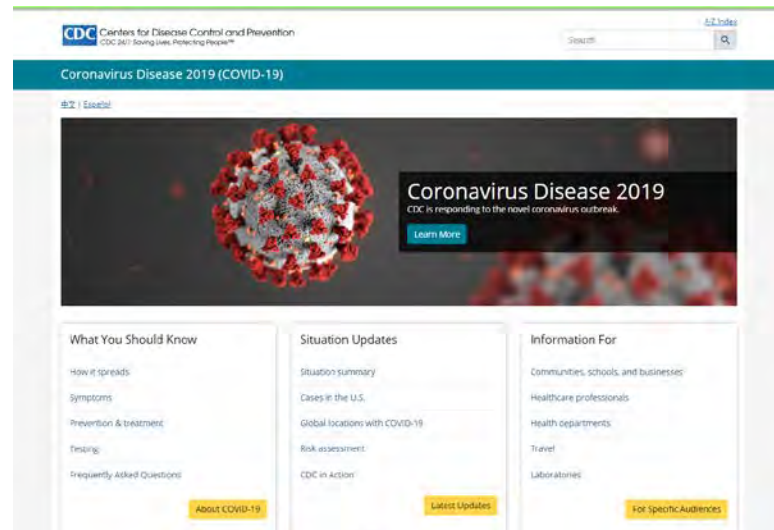 CDC Centers for Disease Control and Prevention
CDC 24/7: Saving Lives, Protecting People™
A-Z Index
Search
Coronavirus Disease 2019 (COVID-19)
中文 | Español
Coronavirus Disease 2019
CDC is responding to the novel coronavirus outbreak.
Learn More
What You Should Know
How it spreads
Symptoms
Prevention & treatment
Testing
Frequently Asked Questions
About COVID-19
Situation Updates
Situation summary
Cases in the U.S.
Global locations with COVID-19
Risk assessment
CDC in Action
Latest Updates
Information For
Communities, schools, and businesses
Healthcare professionals
Health departments
Travel
Laboratories
For Specific Audiences